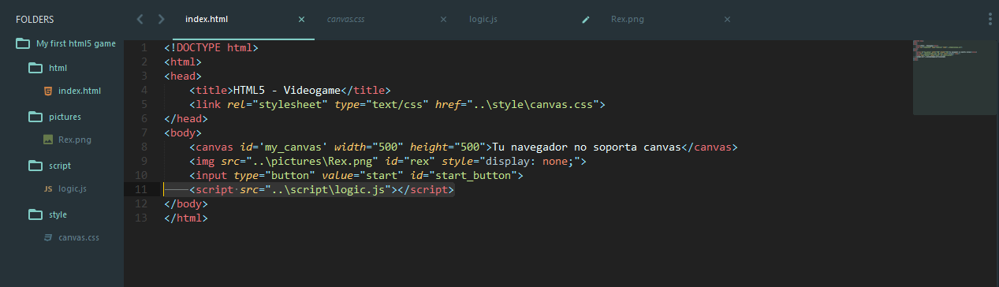 FOLDERS
My first html5 game
html
index.html
pictures
Rex.png
script
JS logic.js
style
canvas.css
index.html × canvas.css × logic.js Rex.png ×
1 <!DOCTYPE html>
2 <html>
3 <head>
4 <title>HTML5 - Videogame</title>
5 <link rel="stylesheet" type="text/css" href="..\style\canvas.css">
6 </head>
7 <body>
8 <canvas id='my_canvas' width="500" height="500">Tu navegador no soporta canvas</canvas>
9 <img src="..\pictures\Rex.png" id="rex" style="display: none;">
10 <input type="button" value="start" id="start_button">
11 <script src="..\script\logic.js"></script>
12 </body>
13 </html>